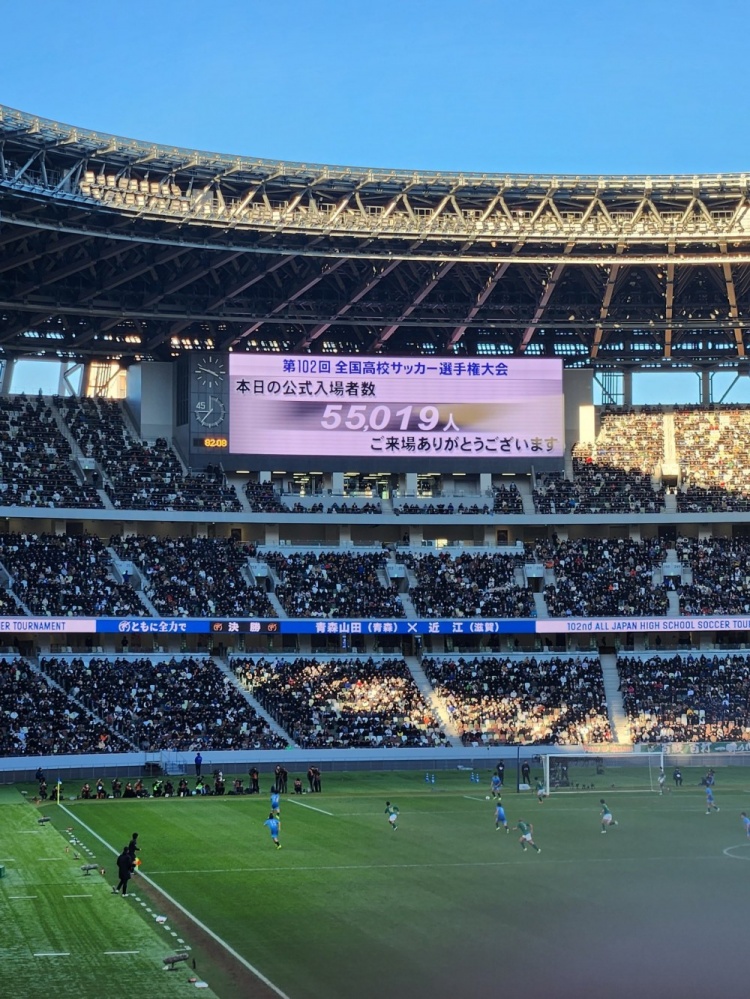 第102回 全国高校サッカー選手権大会
本日の公式入場者数
55,019人
ご来場ありがとうございます
45
82:08
TOURNAMENT
ともに全力で
決勝
青森山田（青森）× 近江（滋賀）
102nd ALL JAPAN HIGH SCHOOL SOCCER TOU